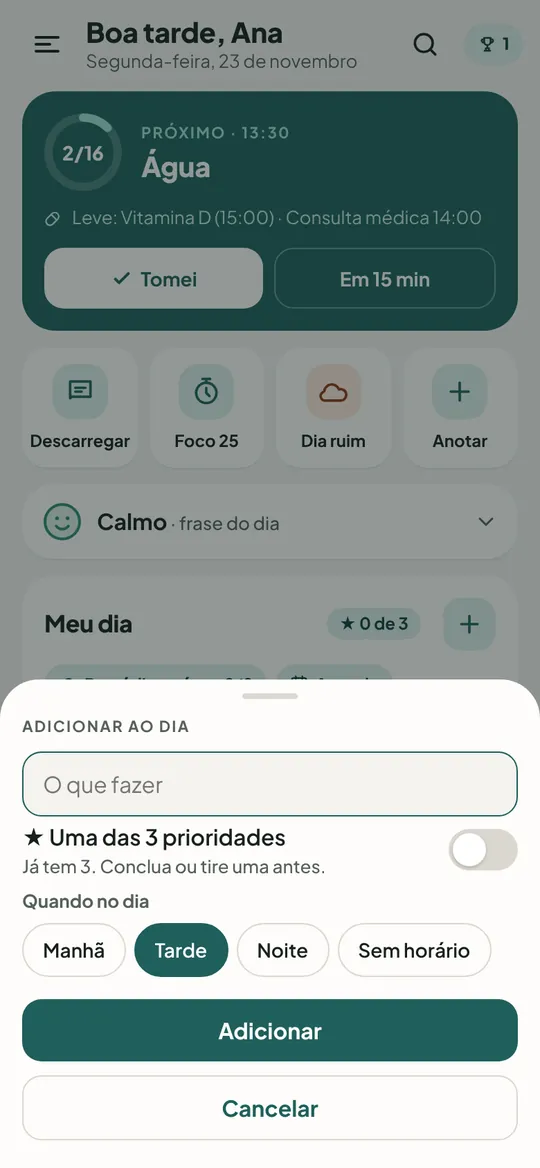 Boa tarde, Ana
Segunda-feira, 23 de novembro
1
2/16
PRÓXIMO · 13:30
Água
Leve: Vitamina D (15:00) · Consulta médica 14:00
Tomei
Em 15 min
Descarregar
Foco 25
Dia ruim
Anotar
Calmo · frase do dia
Meu dia
★ 0 de 3
ADICIONAR AO DIA
O que fazer
★ Uma das 3 prioridades
Já tem 3. Conclua ou tire uma antes.
Quando no dia
Manhã
Tarde
Noite
Sem horário
Adicionar
Cancelar